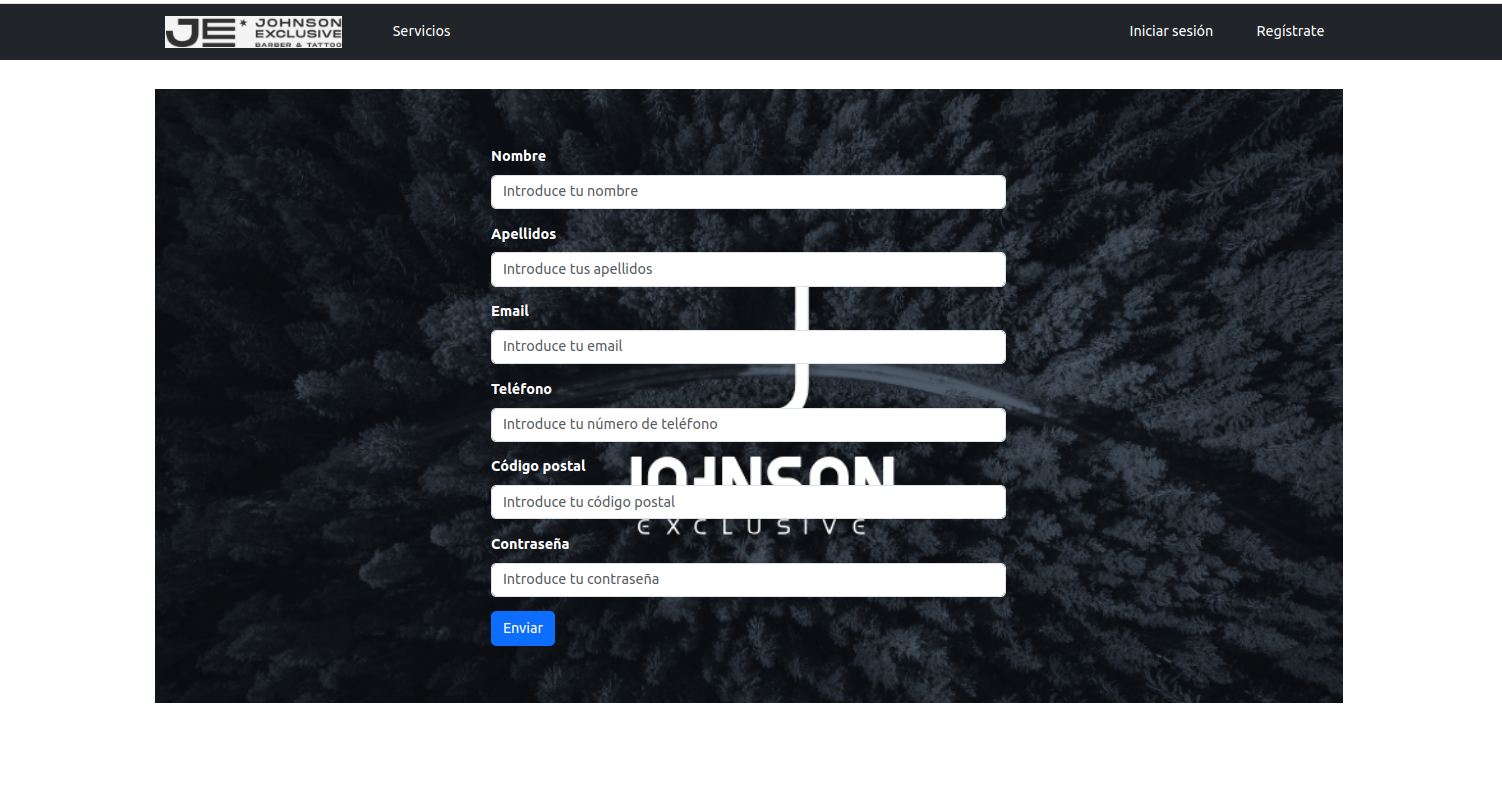 JE* JOHNSON
EXCLUSIVE
BARBER & TATTOO
Servicios
Iniciar sesión
Regístrate
Nombre
Introduce tu nombre
Apellidos
Introduce tus apellidos
J
Email
Introduce tu email
Teléfono
Introduce tu número de teléfono
Código postal
JOHNSON
Introduce tu código postal
EXCLUSIVE
Contraseña
Introduce tu contraseña
Enviar